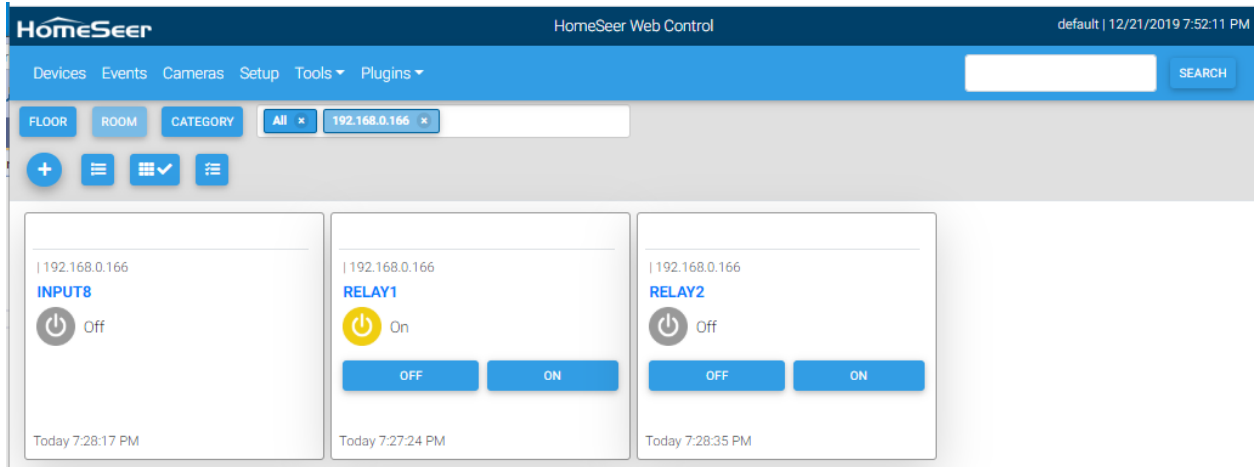 HomeSeer HomeSeer Web Control default | 12/21/2019 7:52:11 PM
Devices Events Cameras Setup Tools Plugins SEARCH
FLOOR ROOM CATEGORY All × 192.168.0.166 ×
| 192.168.0.166 | 192.168.0.166 | 192.168.0.166
INPUT8 RELAY1 RELAY2
Off On Off
OFF ON OFF ON
Today 7:28:17 PM Today 7:27:24 PM Today 7:28:35 PM